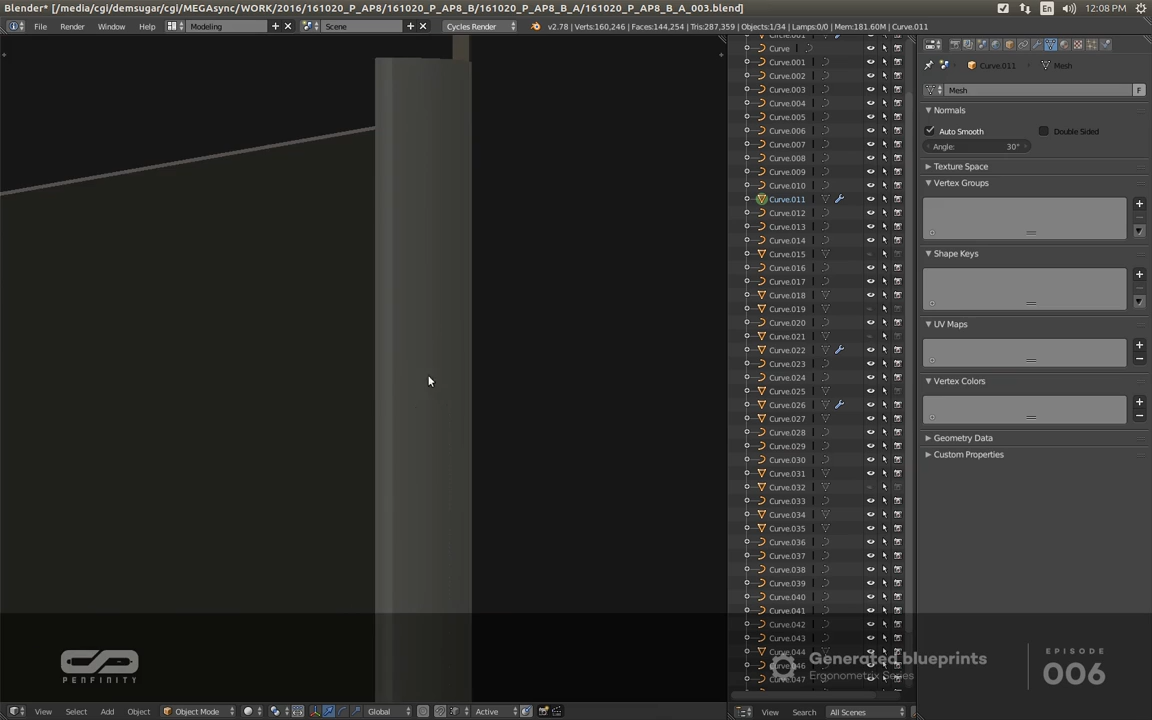 Blender* [/media/cgi/demsugar/cgi/MEGAsync/WORK/2016/161020_P_AP8/161020_P_AP8_B/161020_P_AP8_B_A/161020_P_AP8_B_A_003.blend]
En 12:08 PM
File Render Window Help Modeling Scene Cycles Render v2.78 | Verts:160,246 | Faces:144,254 | Tris:287,359 | Objects:1/34 | Lamps:0/0 | Mem:181.60M | Curve.011
Curve
Curve.001
Curve.002
Curve.003
Curve.004
Curve.005
Curve.006
Curve.007
Curve.008
Curve.009
Curve.010
Curve.011
Curve.012
Curve.013
Curve.014
Curve.015
Curve.016
Curve.017
Curve.018
Curve.019
Curve.020
Curve.021
Curve.022
Curve.023
Curve.024
Curve.025
Curve.026
Curve.027
Curve.028
Curve.029
Curve.030
Curve.031
Curve.032
Curve.033
Curve.034
Curve.035
Curve.036
Curve.037
Curve.038
Curve.039
Curve.040
Curve.041
Curve.042
Curve.043
Curve.044
Curve.046
Curve.047
Curve.011 Mesh
Mesh F
Normals
Auto Smooth Double Sided
Angle: 30°
Texture Space
Vertex Groups
Shape Keys
UV Maps
Vertex Colors
Geometry Data
Custom Properties
PENFINITY
Generated blueprints
Ergonometrix Series
EPISODE
006
View Select Add Object Object Mode Global Active
View Search All Scenes